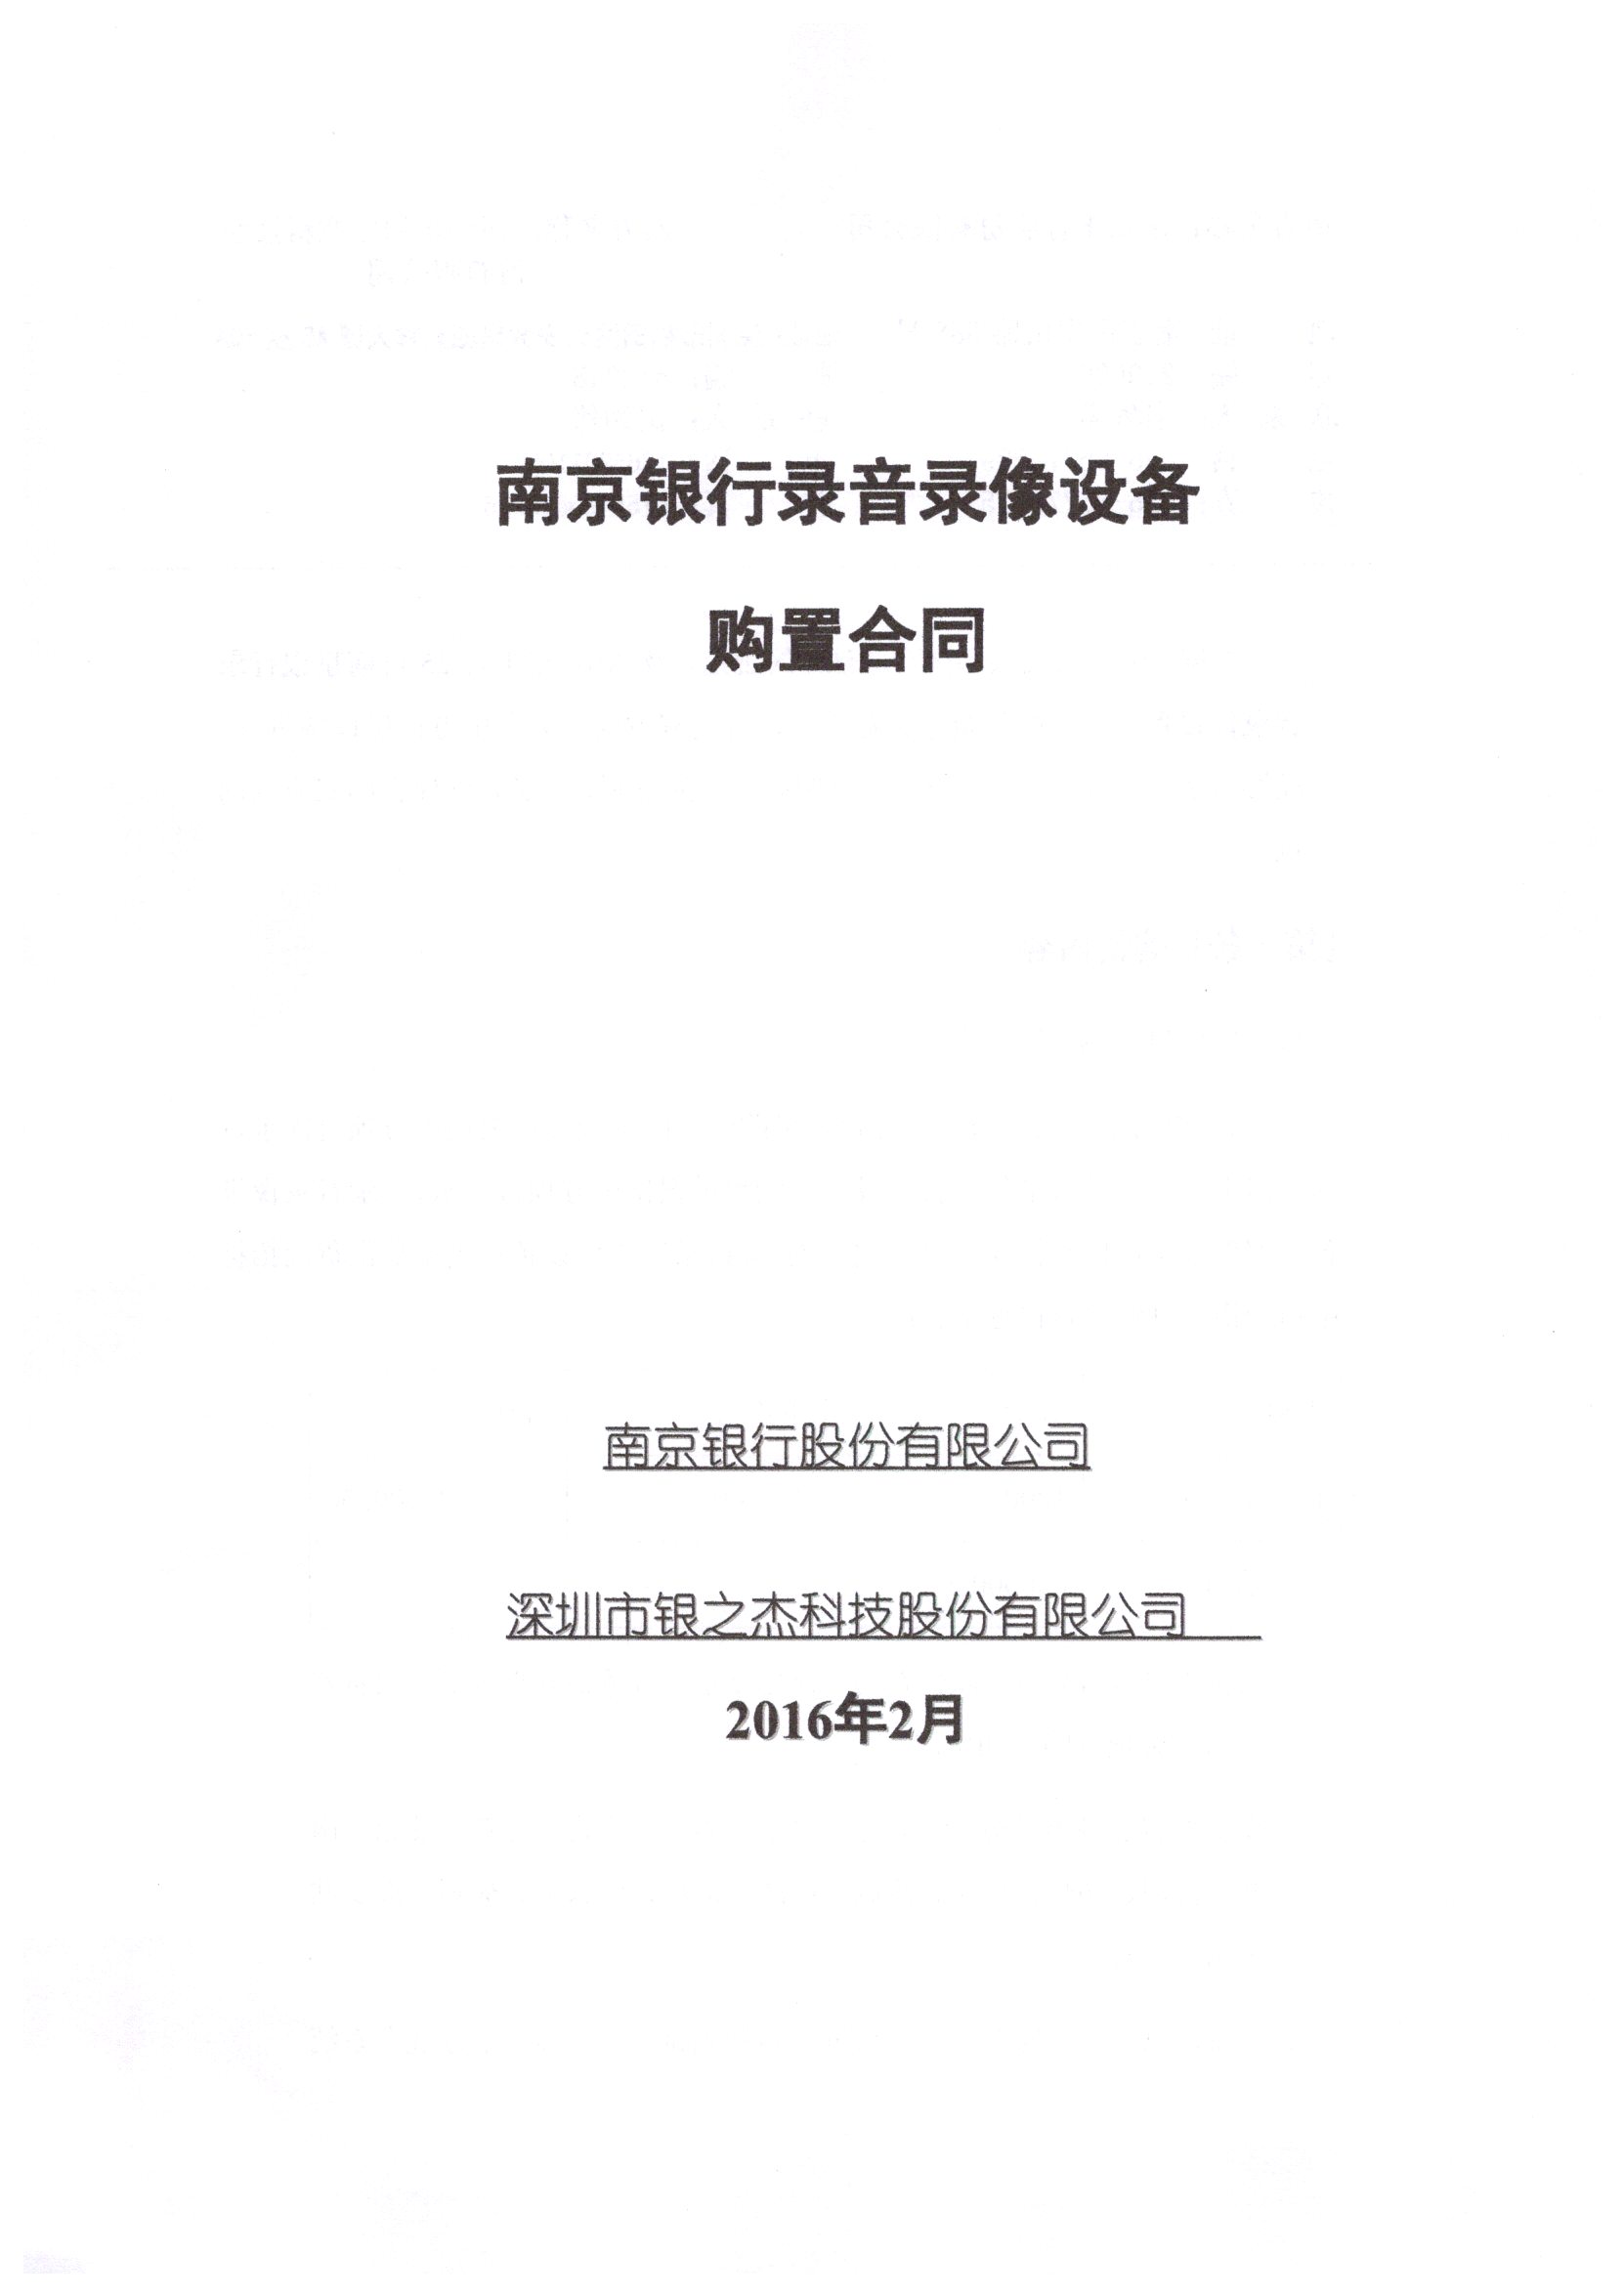 南京银行录音录像设备
购置合同
南京银行股份有限公司
深圳市银之杰科技股份有限公司
2016年2月